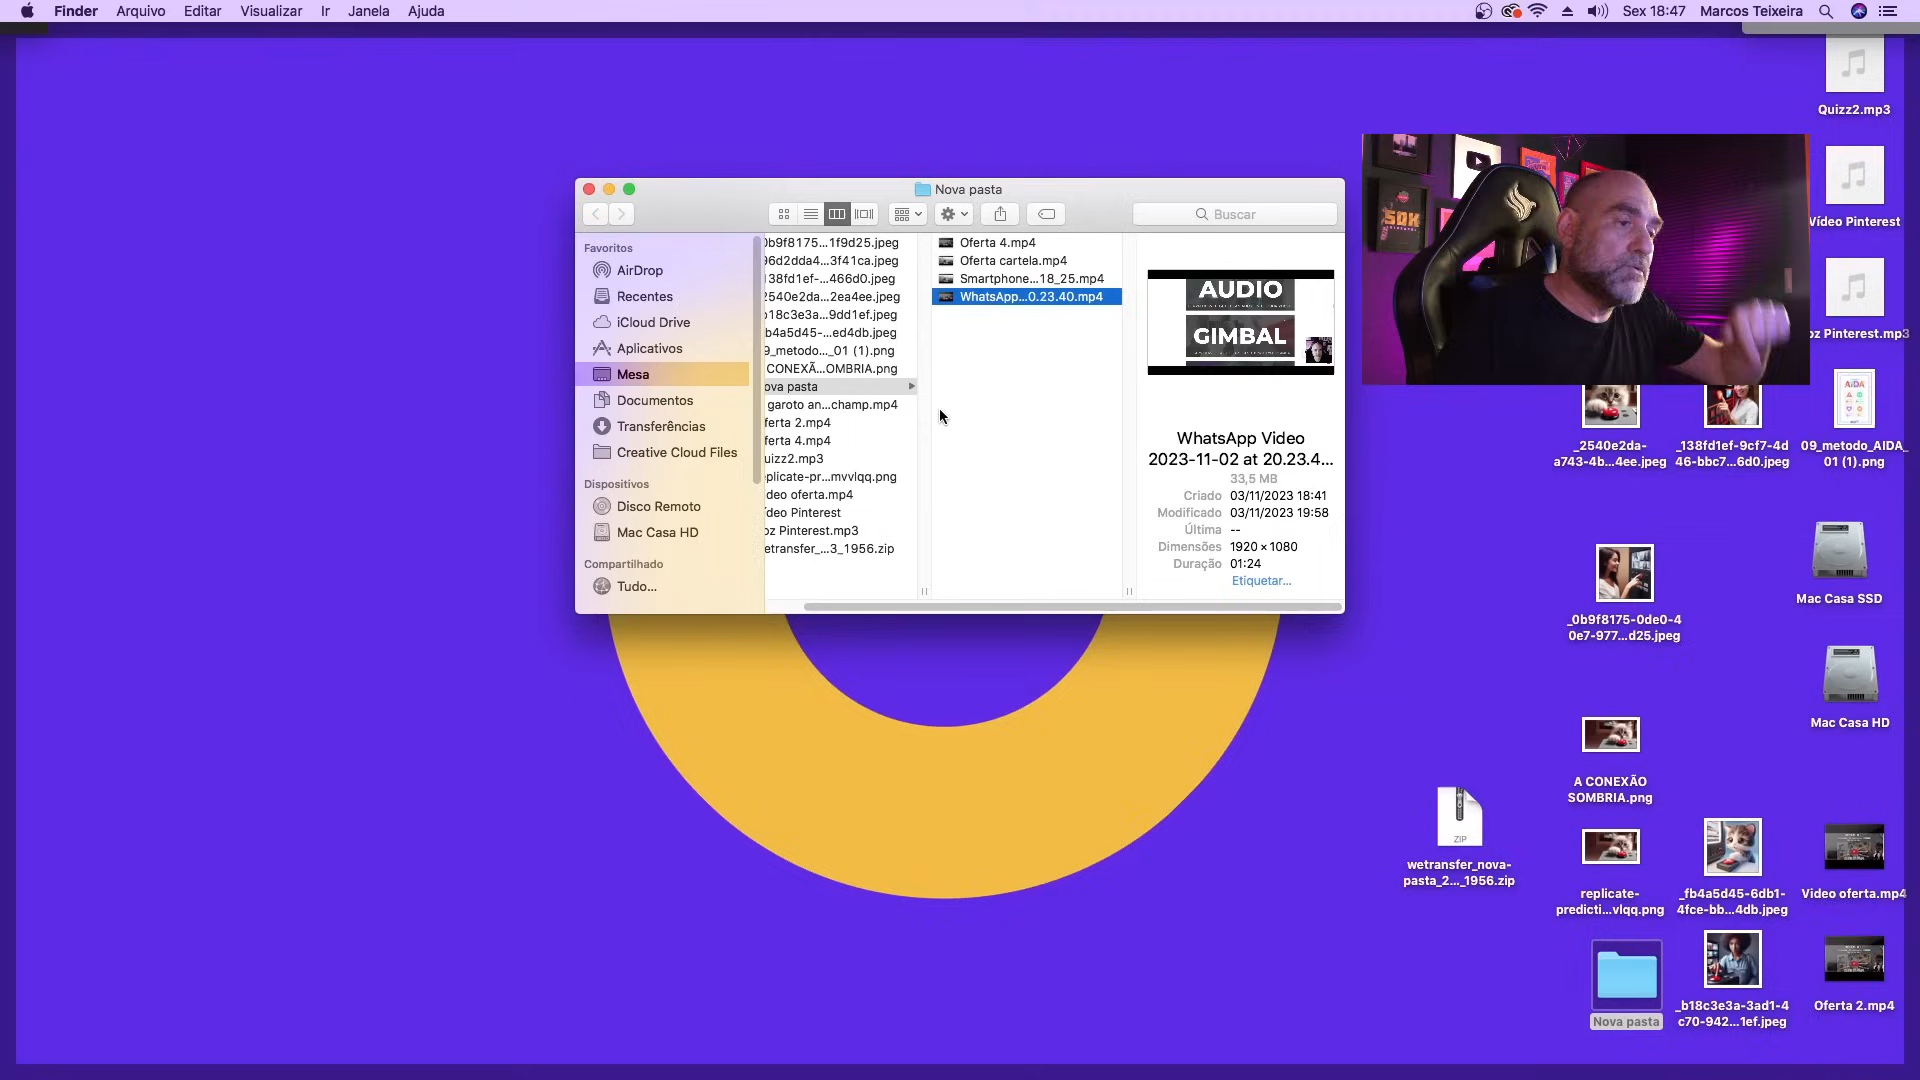 Finder Arquivo Editar Visualizar Ir Janela Ajuda
Sex 18:47 Marcos Teixeira
Nova pasta
Buscar
Favoritos
AirDrop
Recentes
iCloud Drive
Aplicativos
Mesa
Documentos
Transferências
Creative Cloud Files
Dispositivos
Disco Remoto
Mac Casa HD
Compartilhado
Tudo...
0b9f8175...1f9d25.jpeg
96d2dda4...3f41ca.jpeg
138fd1ef-...466d0.jpeg
2540e2da...2ea4ee.jpeg
b18c3e3a...9dd1ef.jpeg
b4a5d45-...ed4db.jpeg
9_metodo..._01 (1).png
CONEXÃ...OMBRIA.png
ova pasta
garoto an...champ.mp4
ferta 2.mp4
ferta 4.mp4
uizz2.mp3
eplicate-pr...mvvlqq.png
deo oferta.mp4
ídeo Pinterest
oz Pinterest.mp3
etransfer_...3_1956.zip
Oferta 4.mp4
Oferta cartela.mp4
Smartphone...18_25.mp4
WhatsApp...0.23.40.mp4
AUDIO
GIMBAL
WhatsApp Video
2023-11-02 at 20.23.4...
33,5 MB
Criado 03/11/2023 18:41
Modificado 03/11/2023 19:58
Última --
Dimensões 1920 × 1080
Duração 01:24
Etiquetar...
50K
Quizz2.mp3
Vídeo Pinterest
oz Pinterest.mp3
_2540e2da-
a743-4b...4ee.jpeg
_138fd1ef-9cf7-4d
46-bbc7...6d0.jpeg
AIDA
09_metodo_AIDA_
01 (1).png
_0b9f8175-0de0-4
0e7-977...d25.jpeg
Mac Casa SSD
Mac Casa HD
A CONEXÃO
SOMBRIA.png
ZIP
wetransfer_nova-
pasta_2..._1956.zip
replicate-
predicti...vlqq.png
_fb4a5d45-6db1-
4fce-bb...4db.jpeg
Video oferta.mp4
Nova pasta
_b18c3e3a-3ad1-4
c70-942...1ef.jpeg
Oferta 2.mp4